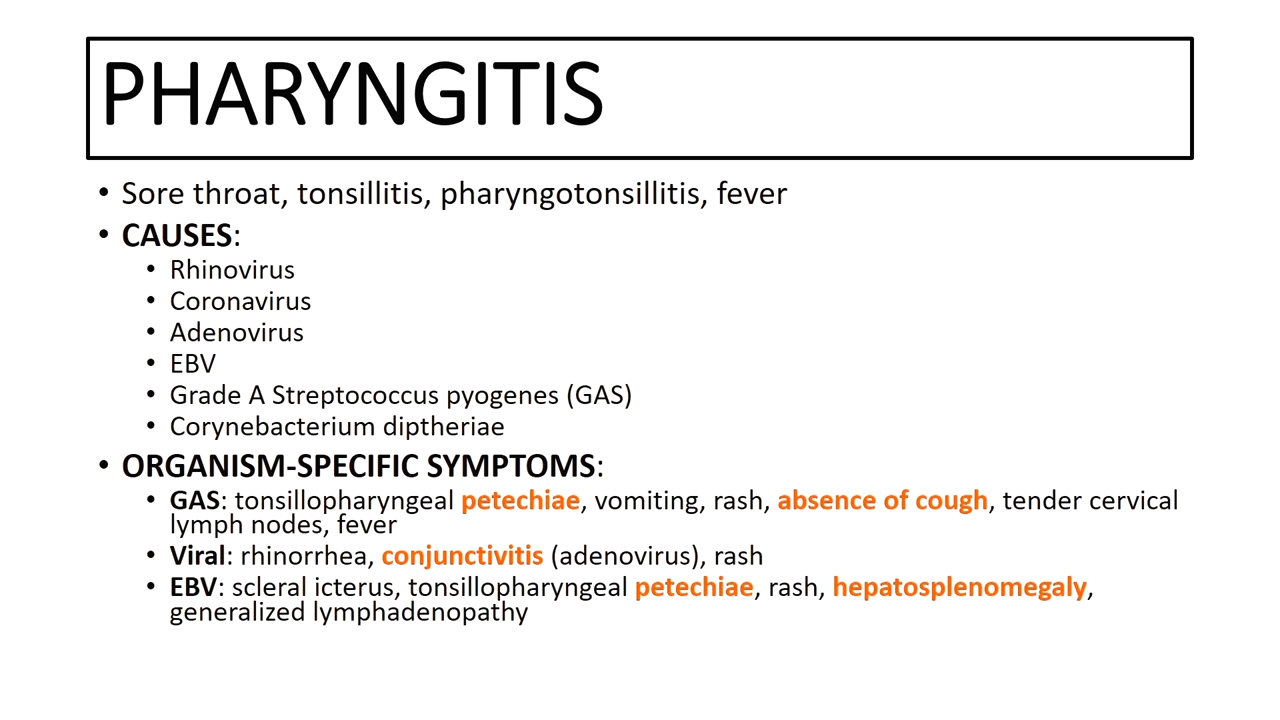 PHARYNGITIS
• Sore throat, tonsillitis, pharyngotonsillitis, fever
• CAUSES:
• Rhinovirus
• Coronavirus
• Adenovirus
• EBV
• Grade A Streptococcus pyogenes (GAS)
• Corynebacterium diptheriae
• ORGANISM-SPECIFIC SYMPTOMS:
• GAS: tonsillopharyngeal petechiae, vomiting, rash, absence of cough, tender cervical
lymph nodes, fever
• Viral: rhinorrhea, conjunctivitis (adenovirus), rash
• EBV: scleral icterus, tonsillopharyngeal petechiae, rash, hepatosplenomegaly,
generalized lymphadenopathy